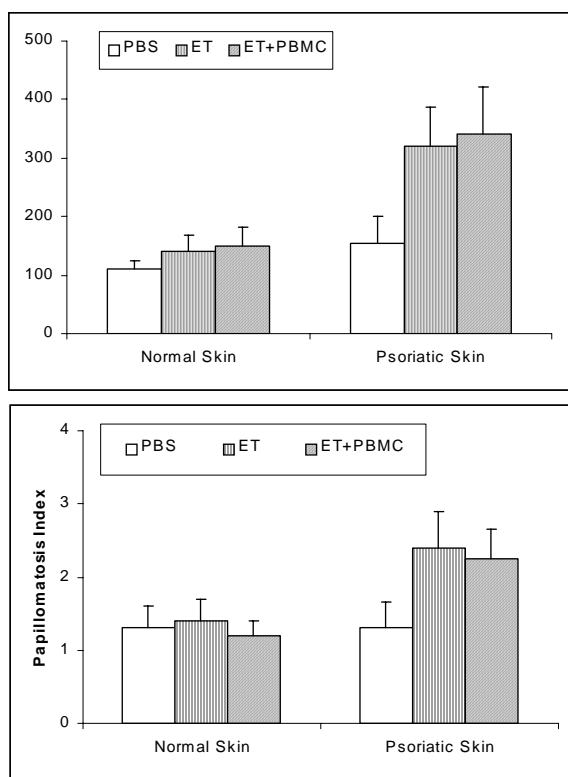 500
PBS ET ET+PBMC
400
300
200
100
0
Normal Skin Psoriatic Skin
4
PBS ET ET+PBMC
3
2
1
0
Papillomatosis Index
Normal Skin Psoriatic Skin